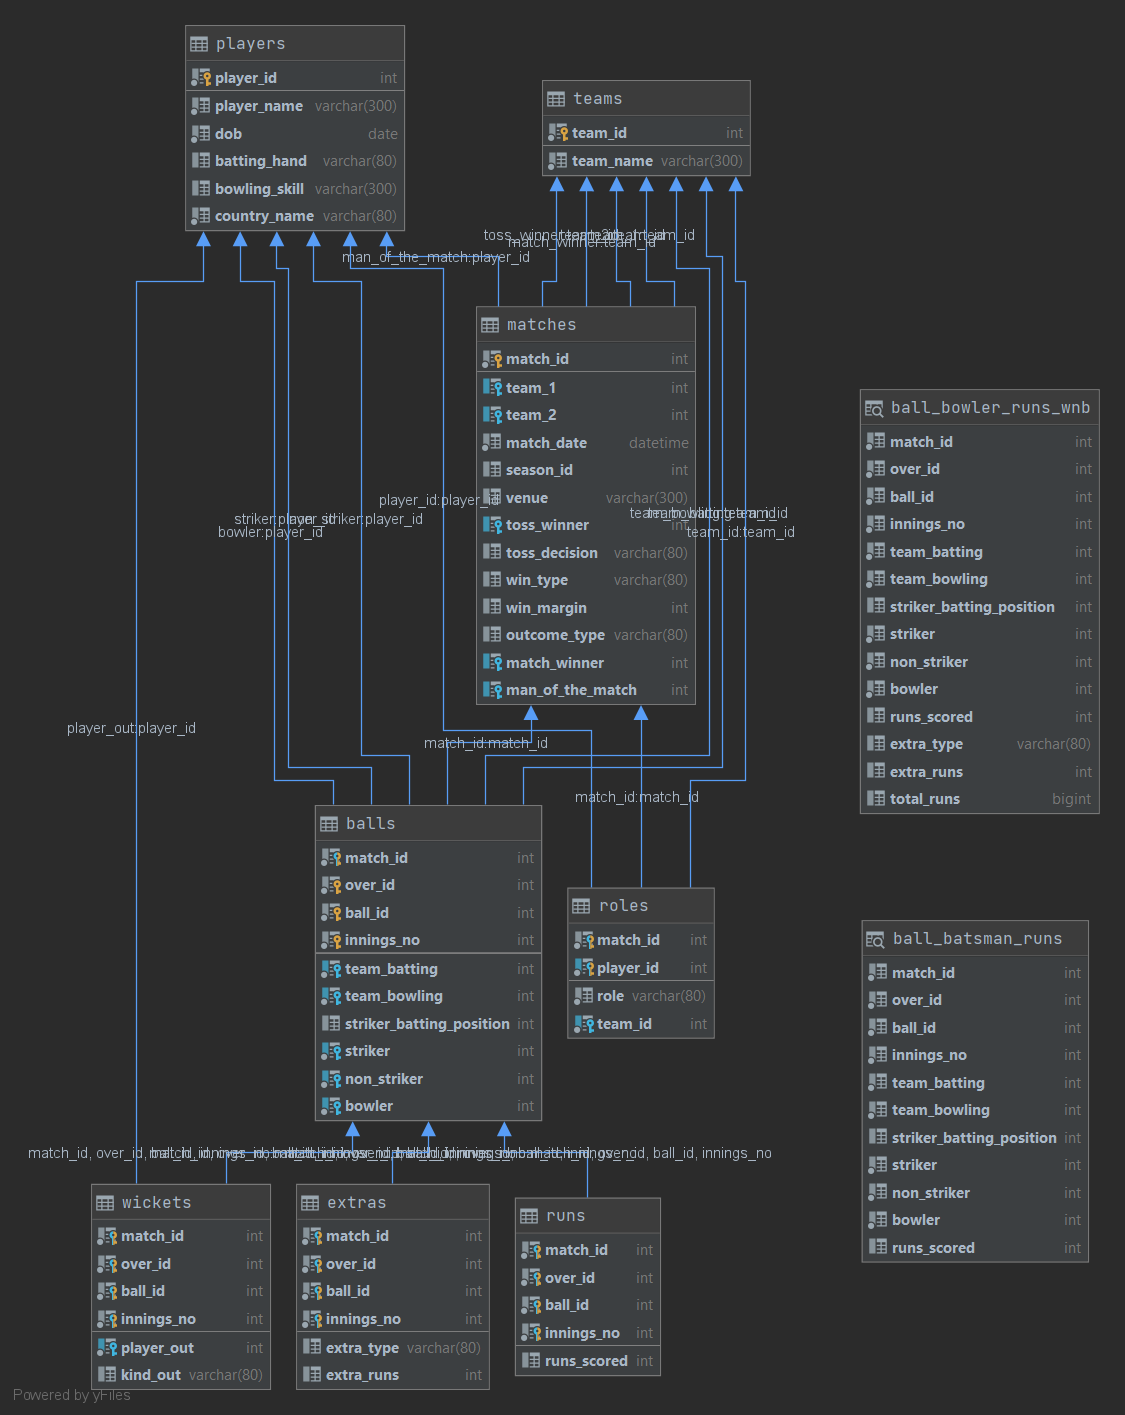 players
player_id int
player_name varchar(300)
dob date
batting_hand varchar(80)
bowling_skill varchar(300)
country_name varchar(80)
teams
team_id int
team_name varchar(300)
match_winner:team_id
man_of_the_match:player_id
matches
match_id int
team_1 int
team_2 int
match_date datetime
season_id int
venue varchar(300)
toss_winner int
toss_decision varchar(80)
win_type varchar(80)
win_margin int
outcome_type varchar(80)
match_winner int
man_of_the_match int
player_id:player_id
striker:player_id
bowler:player_id
team_id:team_id
player_out:player_id
match_id:match_id
match_id:match_id
ball_bowler_runs_wnb
match_id int
over_id int
ball_id int
innings_no int
team_batting int
team_bowling int
striker_batting_position int
striker int
non_striker int
bowler int
runs_scored int
extra_type varchar(80)
extra_runs int
total_runs bigint
balls
match_id int
over_id int
ball_id int
innings_no int
team_batting int
team_bowling int
striker_batting_position int
striker int
non_striker int
bowler int
roles
match_id int
player_id int
role varchar(80)
team_id int
ball_batsman_runs
match_id int
over_id int
ball_id int
innings_no int
team_batting int
team_bowling int
striker_batting_position int
striker int
non_striker int
bowler int
runs_scored int
match_id, over_id, ball_id, innings_no
wickets
match_id int
over_id int
ball_id int
innings_no int
player_out int
kind_out varchar(80)
extras
match_id int
over_id int
ball_id int
innings_no int
extra_type varchar(80)
extra_runs int
runs
match_id int
over_id int
ball_id int
innings_no int
runs_scored int
Powered by yFiles